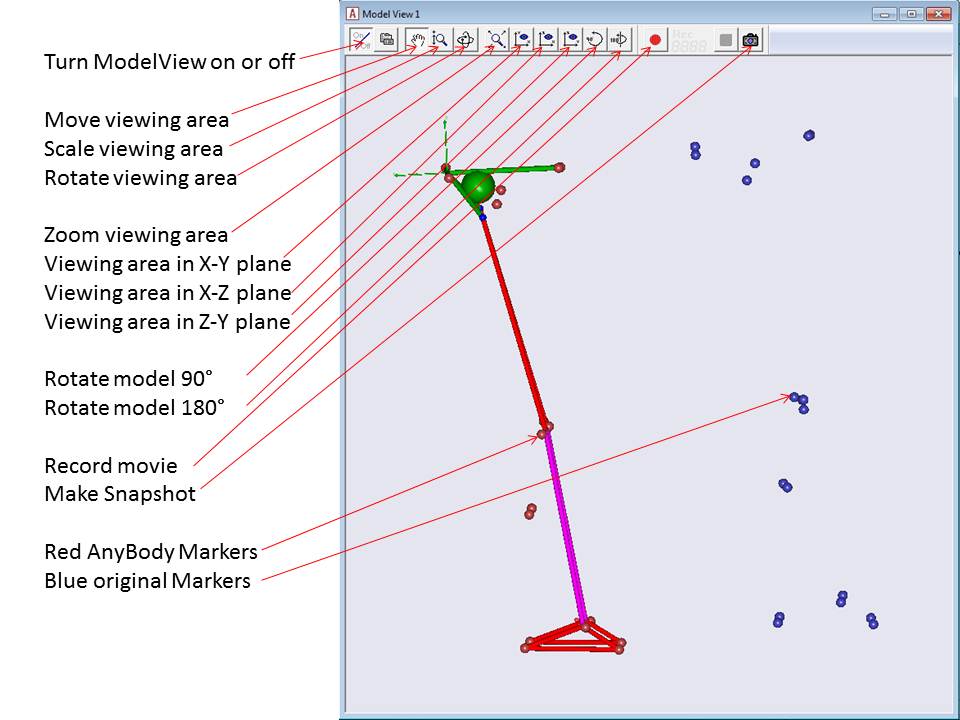 Model View 1
On/Off
Rec
8888
90°
180°
Turn ModelView on or off
Move viewing area
Scale viewing area
Rotate viewing area
Zoom viewing area
Viewing area in X-Y plane
Viewing area in X-Z plane
Viewing area in Z-Y plane
Rotate model 90°
Rotate model 180°
Record movie
Make Snapshot
Red AnyBody Markers
Blue original Markers